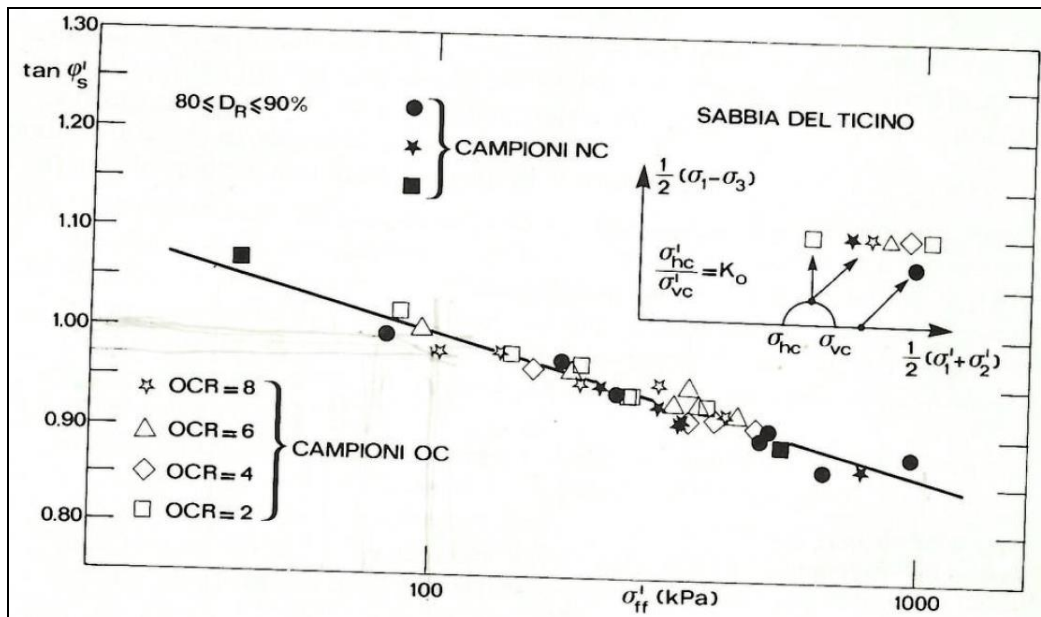 1.30
tan φ's
1.20
1.10
1.00
0.90
0.80
80 ≤ D_R ≤ 90%
CAMPIONI NC
SABBIA DEL TICINO
½ (σ₁ – σ₃)
σ'hc / σ'vc = K₀
σhc σvc
½ (σ'₁ + σ'₂)
OCR = 8
OCR = 6
OCR = 4
OCR = 2
CAMPIONI OC
100
σ'ff (kPa)
1000